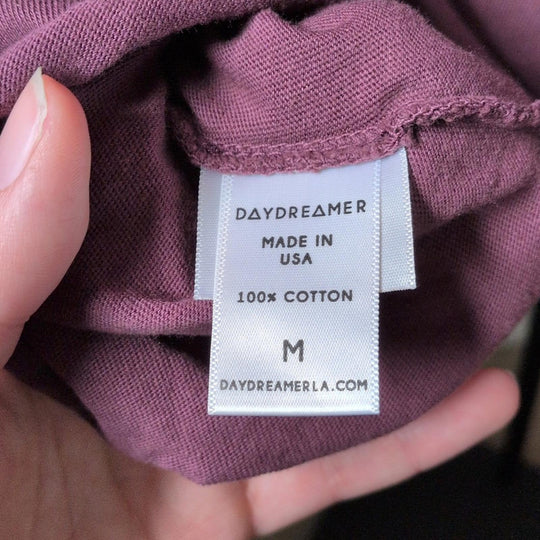 DAYDREAMER
MADE IN
USA
100% COTTON
M
DAYDREAMERLA.COM